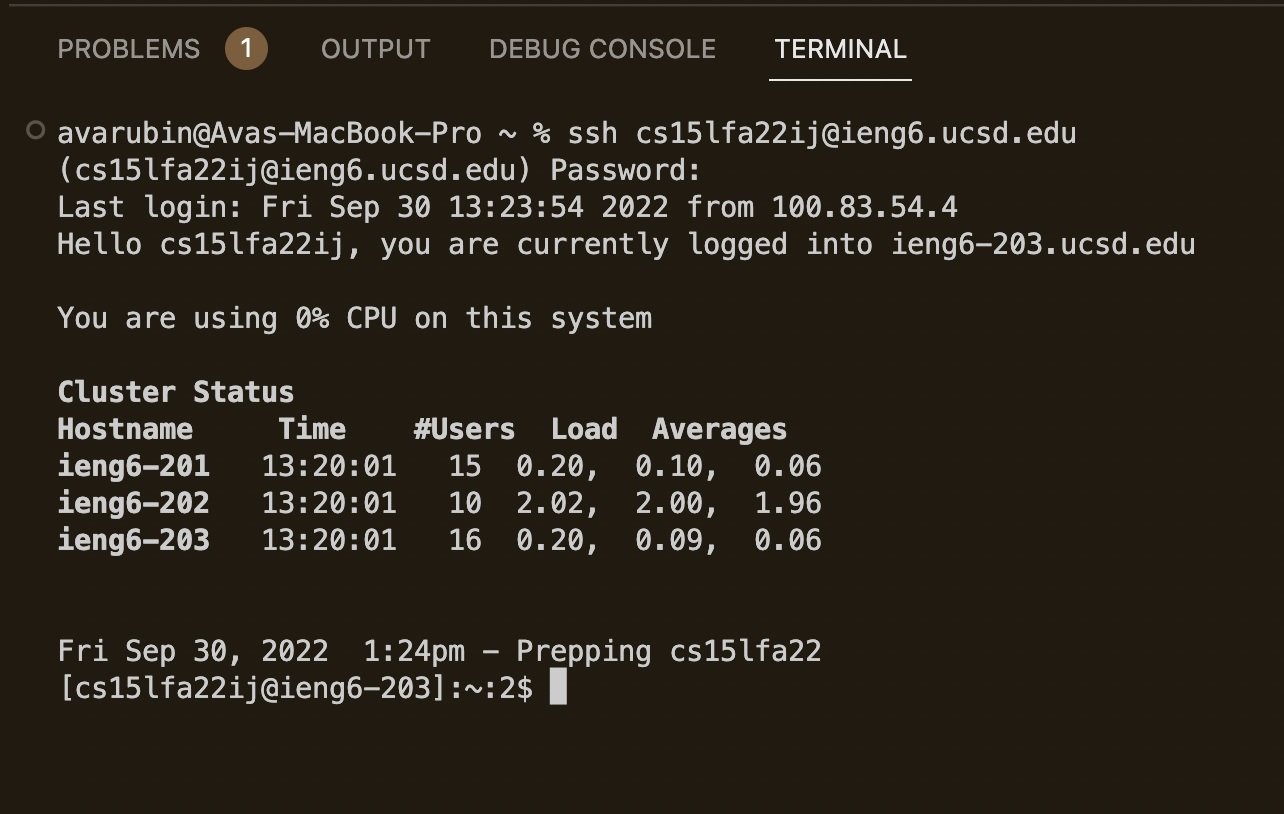 PROBLEMS 1 OUTPUT DEBUG CONSOLE TERMINAL
avarubin@Avas-MacBook-Pro ~ % ssh cs15lfa22ij@ieng6.ucsd.edu
(cs15lfa22ij@ieng6.ucsd.edu) Password:
Last login: Fri Sep 30 13:23:54 2022 from 100.83.54.4
Hello cs15lfa22ij, you are currently logged into ieng6-203.ucsd.edu
You are using 0% CPU on this system
Cluster Status
Hostname Time #Users Load Averages
ieng6-201 13:20:01 15 0.20, 0.10, 0.06
ieng6-202 13:20:01 10 2.02, 2.00, 1.96
ieng6-203 13:20:01 16 0.20, 0.09, 0.06
Fri Sep 30, 2022 1:24pm - Prepping cs15lfa22
[cs15lfa22ij@ieng6-203]:~:2$